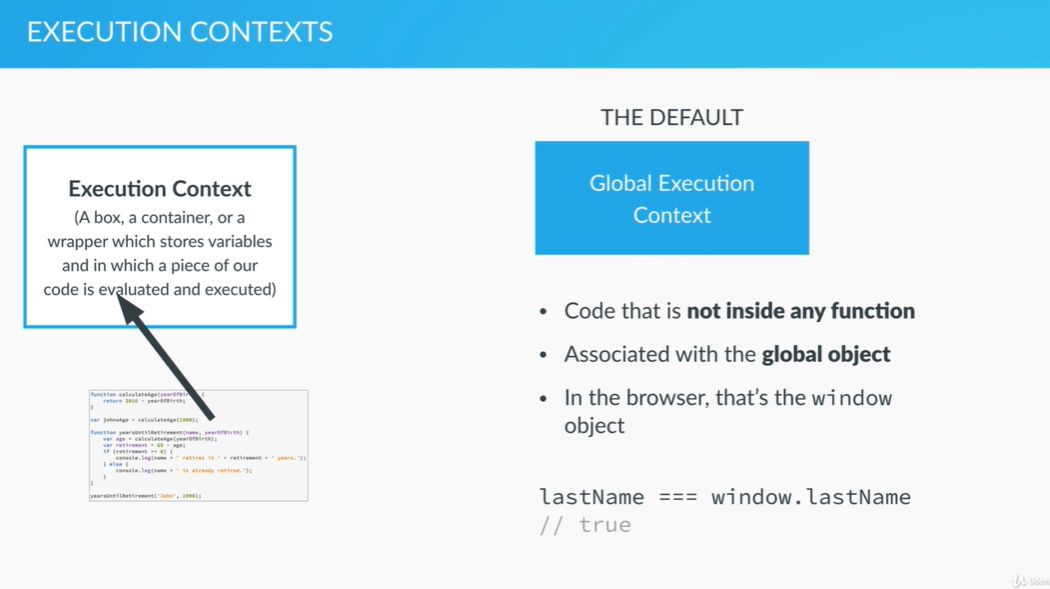 EXECUTION CONTEXTS
THE DEFAULT
Execution Context
(A box, a container, or a
wrapper which stores variables
and in which a piece of our
code is evaluated and executed)
Global Execution
Context
• Code that is not inside any function
• Associated with the global object
• In the browser, that's the window
object
function calculateAge(yearOfBirth) {
return 2016 - yearOfBirth;
}
var johnsAge = calculateAge(1990);
function yearsUntilRetirement(name, yearOfBirth) {
var age = calculateAge(yearOfBirth);
var retirement = 65 - age;
if (retirement >= 0) {
console.log(name + ' retires in ' + retirement + ' years.');
} else {
console.log(name + ' is already retired.');
}
}
yearsUntilRetirement('John', 1990);
lastName === window.lastName
// true